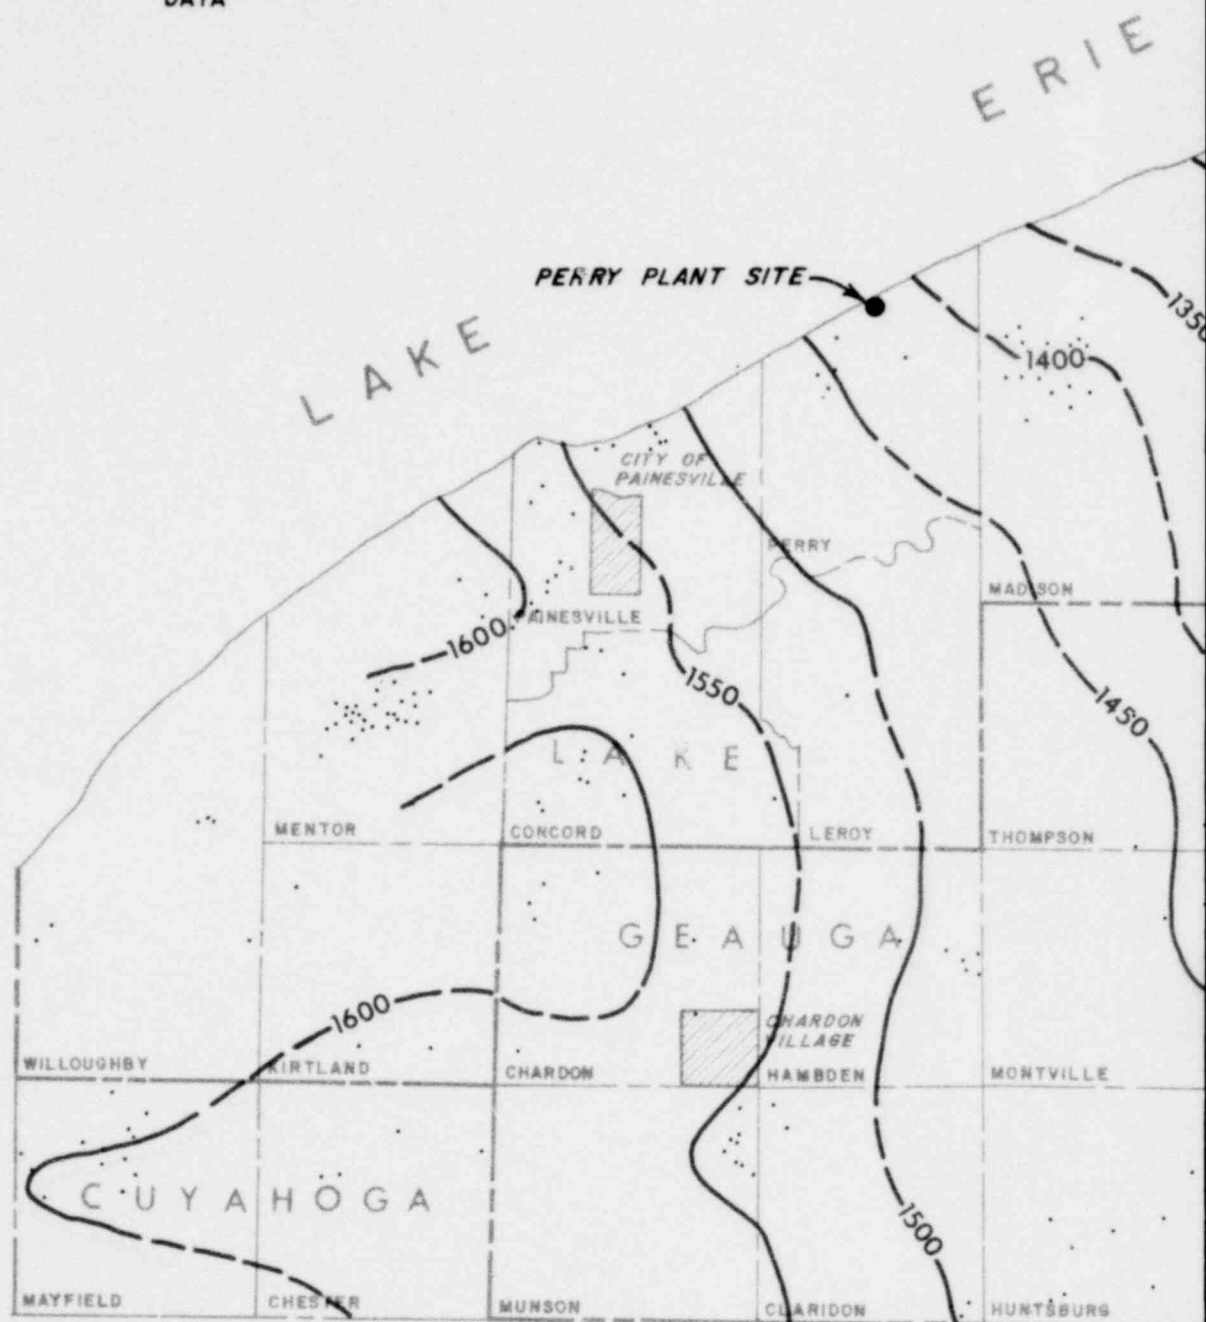 DATA
ERIE
PERRY PLANT SITE
LAKE
1350
1400
CITY OF
PAINESVILLE
PERRY
MADISON
AINESVILLE
1600
1550
1450
LAKE
MENTOR
CONCORD
LEROY
THOMPSON
GEAUGA
1600
CHARDON
VILLAGE
WILLOUGHBY
KIRTLAND
CHARDON
HAMBDEN
MONTVILLE
CUYAHOGA
1500
MAYFIELD
CHESTER
MUNSON
CLARIDON
HUNTSBURG